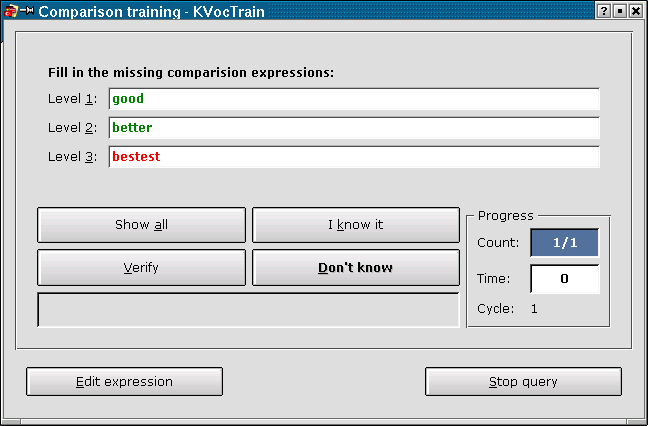 Comparison training - KVocTrain
Fill in the missing comparision expressions:
Level 1: good
Level 2: better
Level 3: bestest
Show all
I know it
Verify
Don't know
Progress
Count: 1/1
Time: 0
Cycle: 1
Edit expression
Stop query